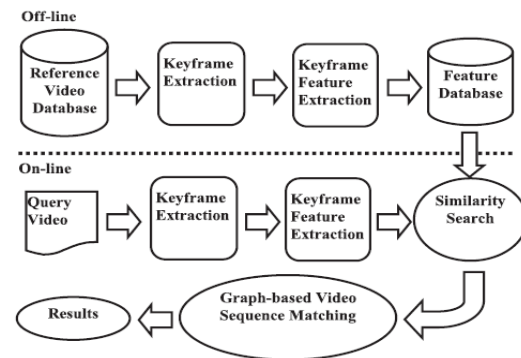 Off-line
Reference
Video
Database
Keyframe
Extraction
Keyframe
Feature
Extraction
Feature
Database
On-line
Query
Video
Keyframe
Extraction
Keyframe
Feature
Extraction
Similarity
Search
Results
Graph-based Video
Sequence Matching